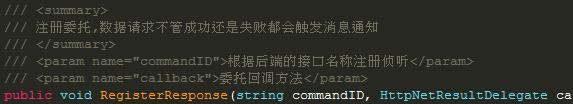 /// <summary>
/// 注册委托,数据请求不管成功还是失败都会触发消息通知
/// </summary>
/// <param name="commandID">根据后端的接口名称注册侦听</param>
/// <param name="callback">委托回调方法</param>
public void RegisterResponse(string commandID, HttpNetResultDelegate ca